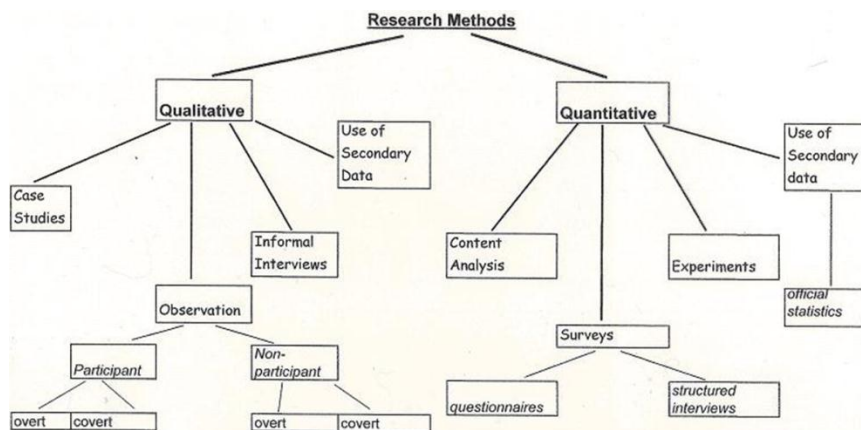 Research Methods
Qualitative
Quantitative
Use of
Secondary
Data
Use of
Secondary
data
Case
Studies
Informal
Interviews
Content
Analysis
Experiments
official
statistics
Observation
Surveys
Participant
Non-
participant
questionnaires
structured
interviews
overt
covert
overt
covert